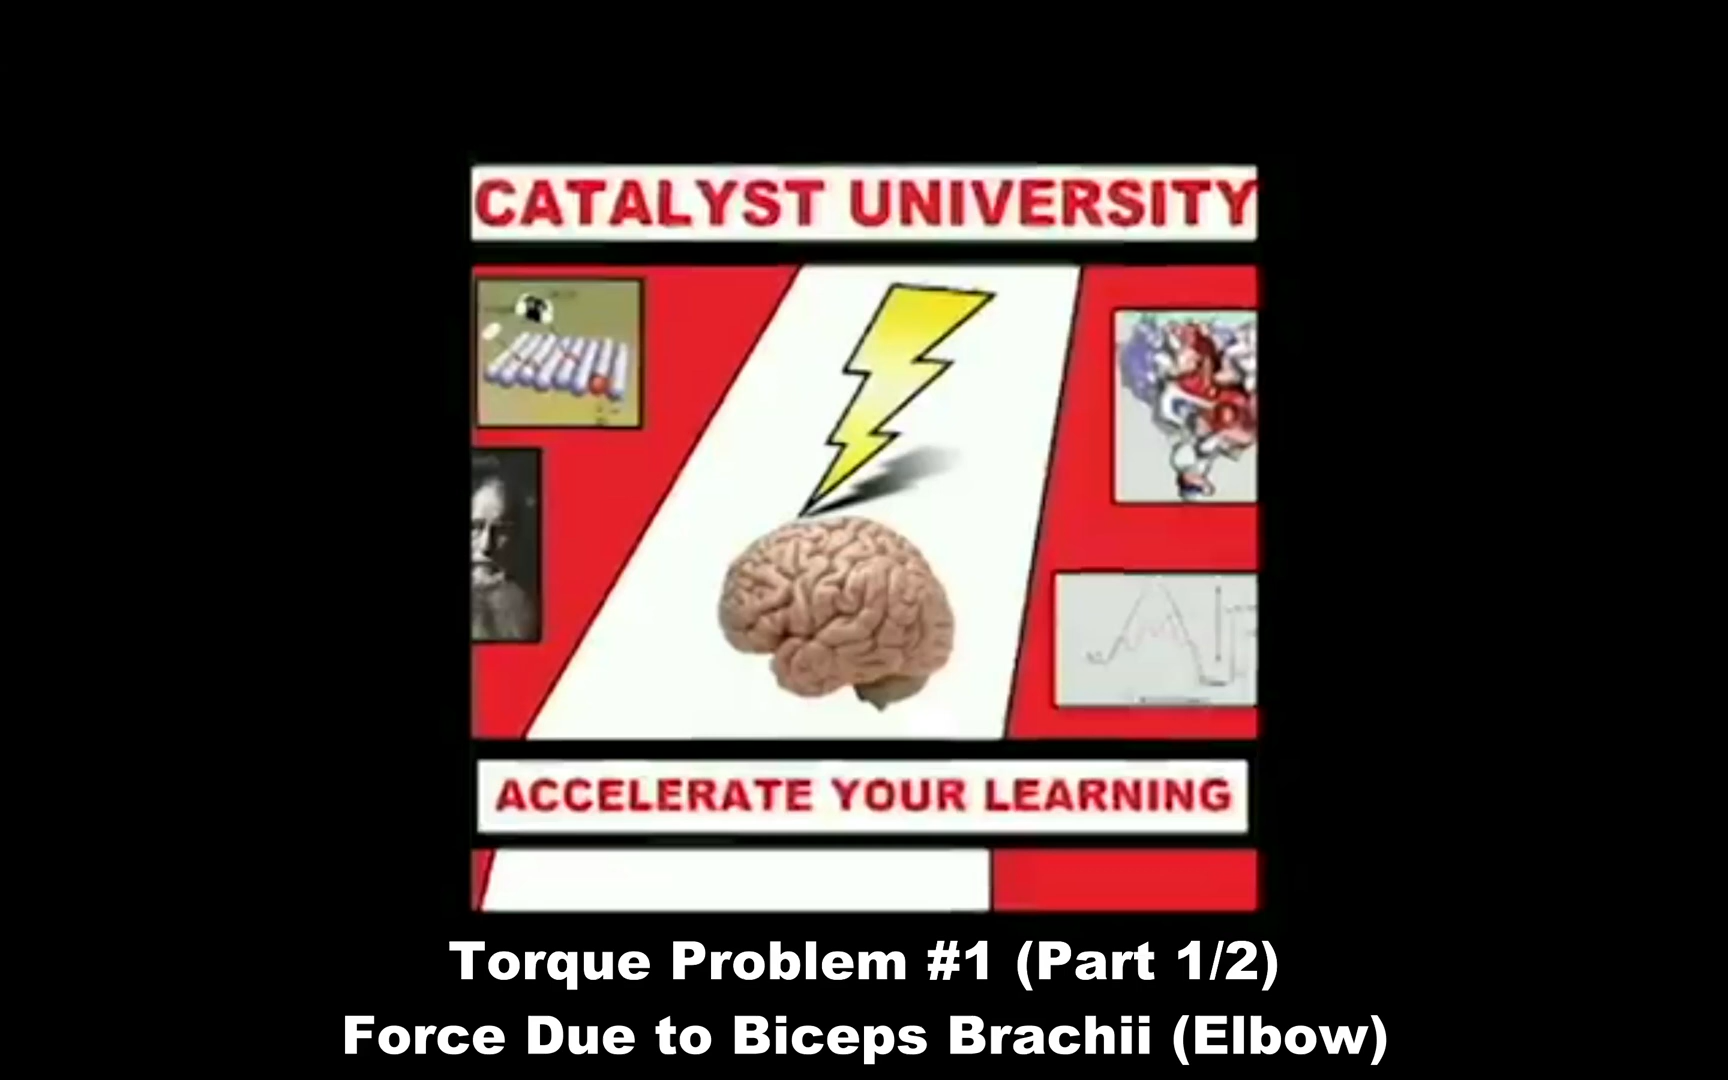 CATALYST UNIVERSITY
ACCELERATE YOUR LEARNING
Torque Problem #1 (Part 1/2)
Force Due to Biceps Brachii (Elbow)